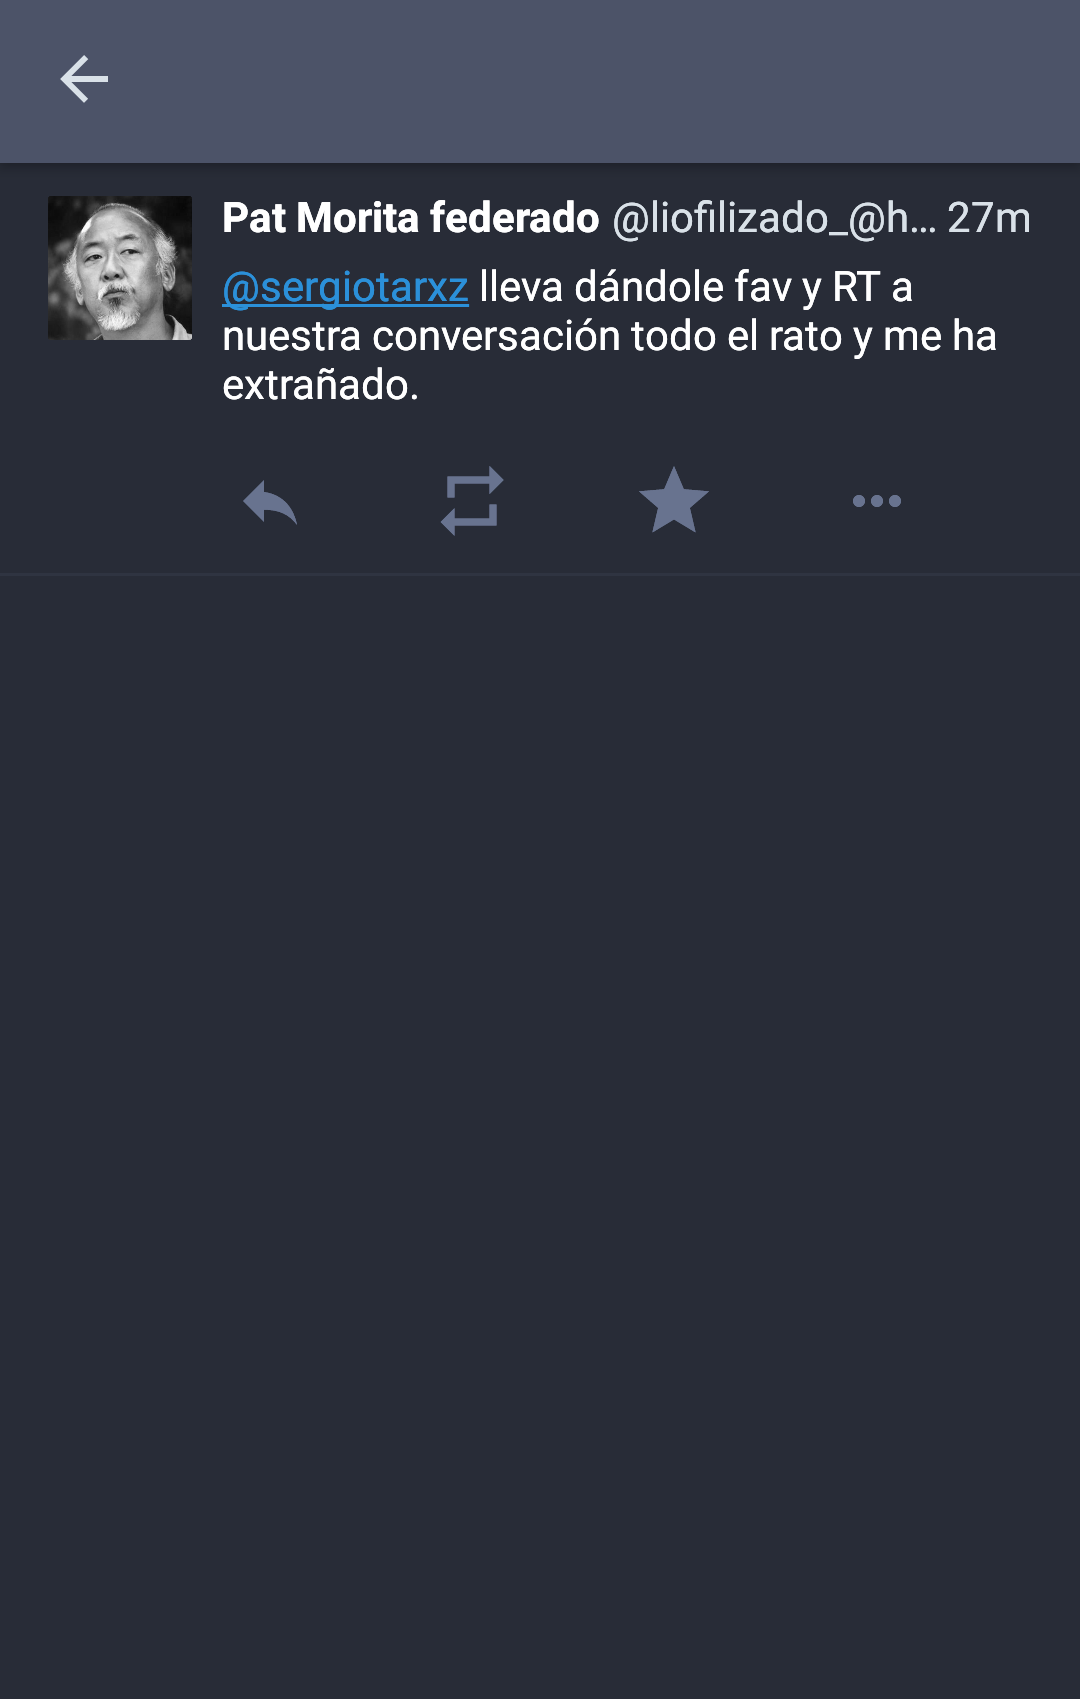 Pat Morita federado @liofilizado_@h... 27m
@sergiotarxz lleva dándole fav y RT a
nuestra conversación todo el rato y me ha
extrañado.